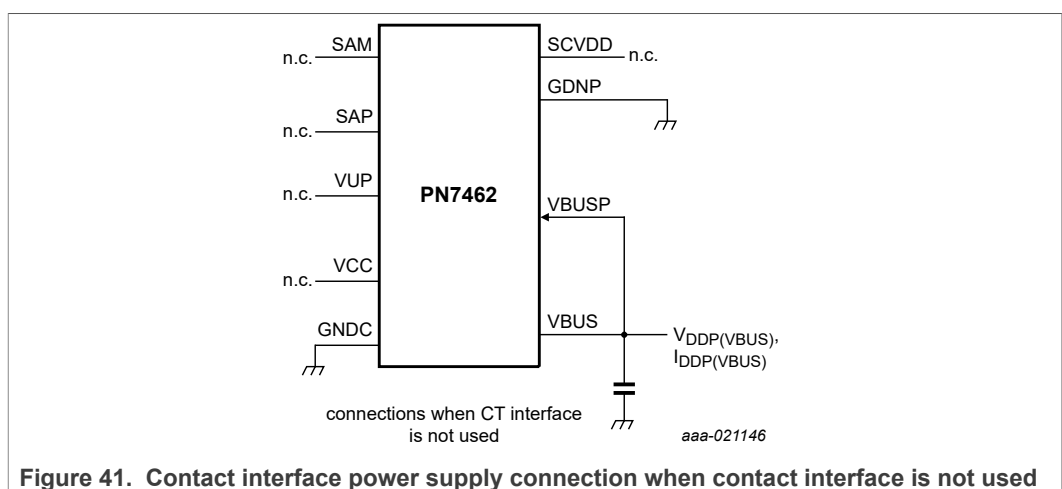 SAM
n.c.
SAP
n.c.
VUP
n.c.
VCC
n.c.
GNDC
PN7462
SCVDD
n.c.
GDNP
VBUSP
VBUS
VDDP(VBUS),
IDDP(VBUS)
connections when CT interface
is not used
aaa-021146
Figure 41. Contact interface power supply connection when contact interface is not used